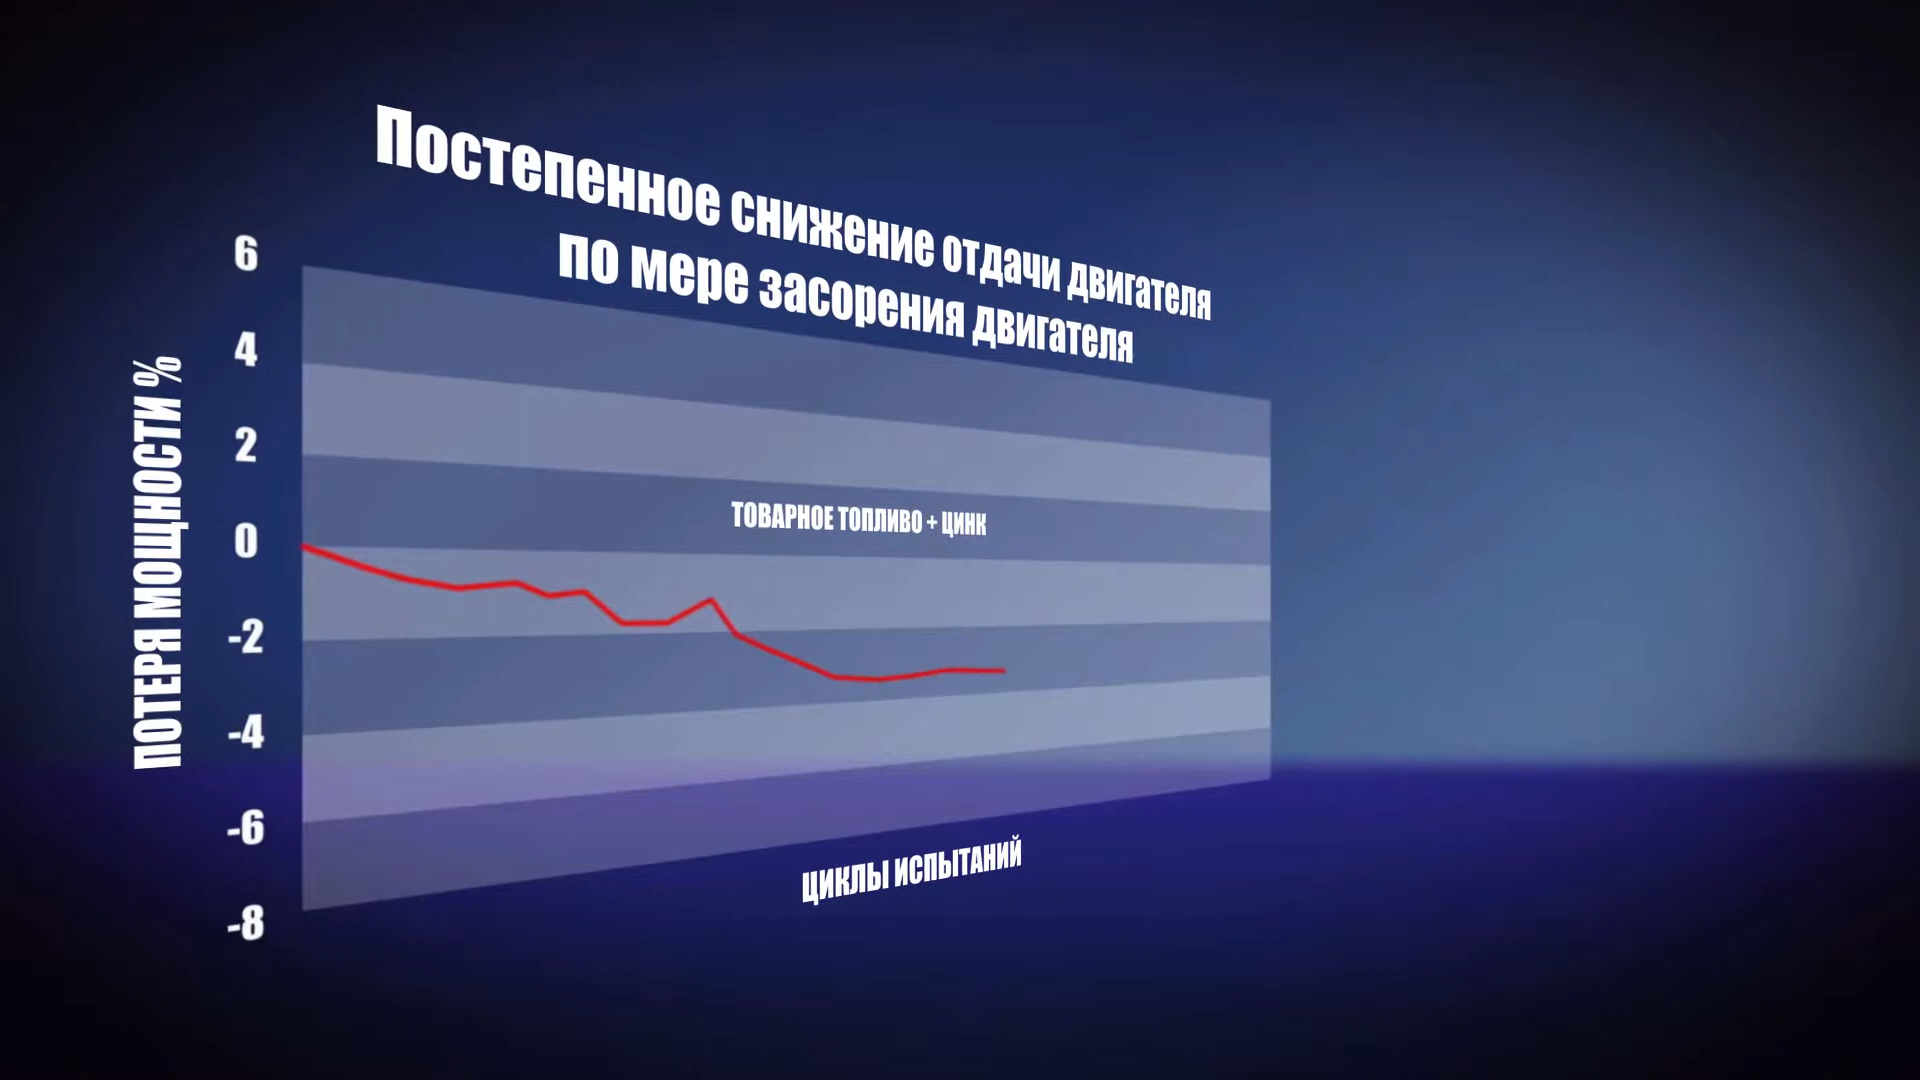 Постепенное снижение отдачи двигателя
по мере засорения двигателя
6
4
2
0
-2
-4
-6
-8
ПОТЕРЯ МОЩНОСТИ %
ТОВАРНОЕ ТОПЛИВО + ЦИНК
ЦИКЛЫ ИСПЫТАНИЙ